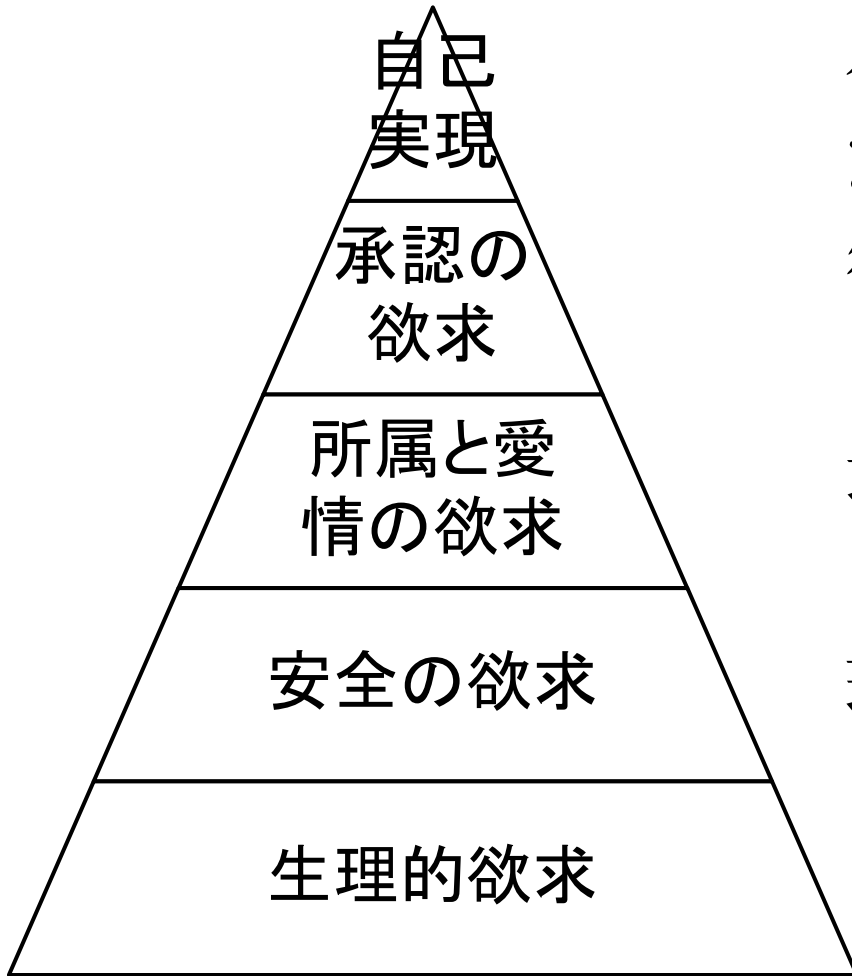 自己
実現
承認の
欲求
所属と愛
情の欲求
安全の欲求
生理的欲求